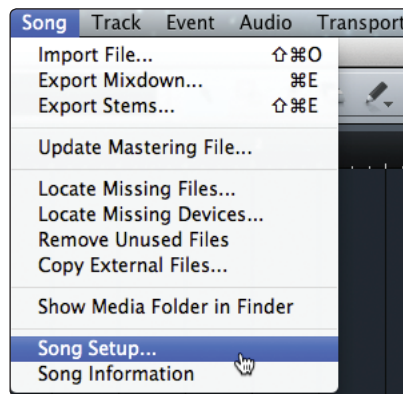 Song Track Event Audio Transport
Import File... ⇧⌘O
Export Mixdown... ⌘E
Export Stems... ⇧⌘E
Update Mastering File...
Locate Missing Files...
Locate Missing Devices...
Remove Unused Files
Copy External Files...
Show Media Folder in Finder
Song Setup...
Song Information